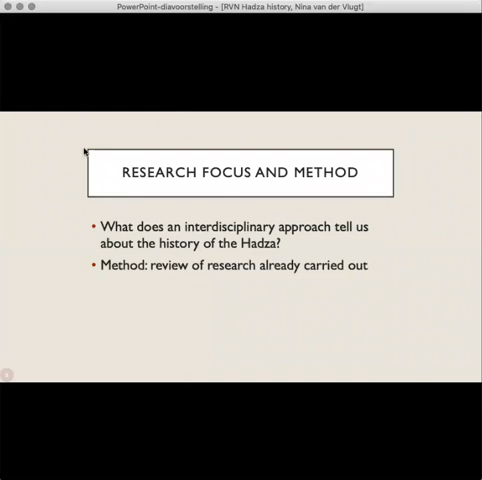 PowerPoint-diavoorstelling - [RVN Hadza history, Nina van der Vlugt]
RESEARCH FOCUS AND METHOD
• What does an interdisciplinary approach tell us
about the history of the Hadza?
• Method: review of research already carried out